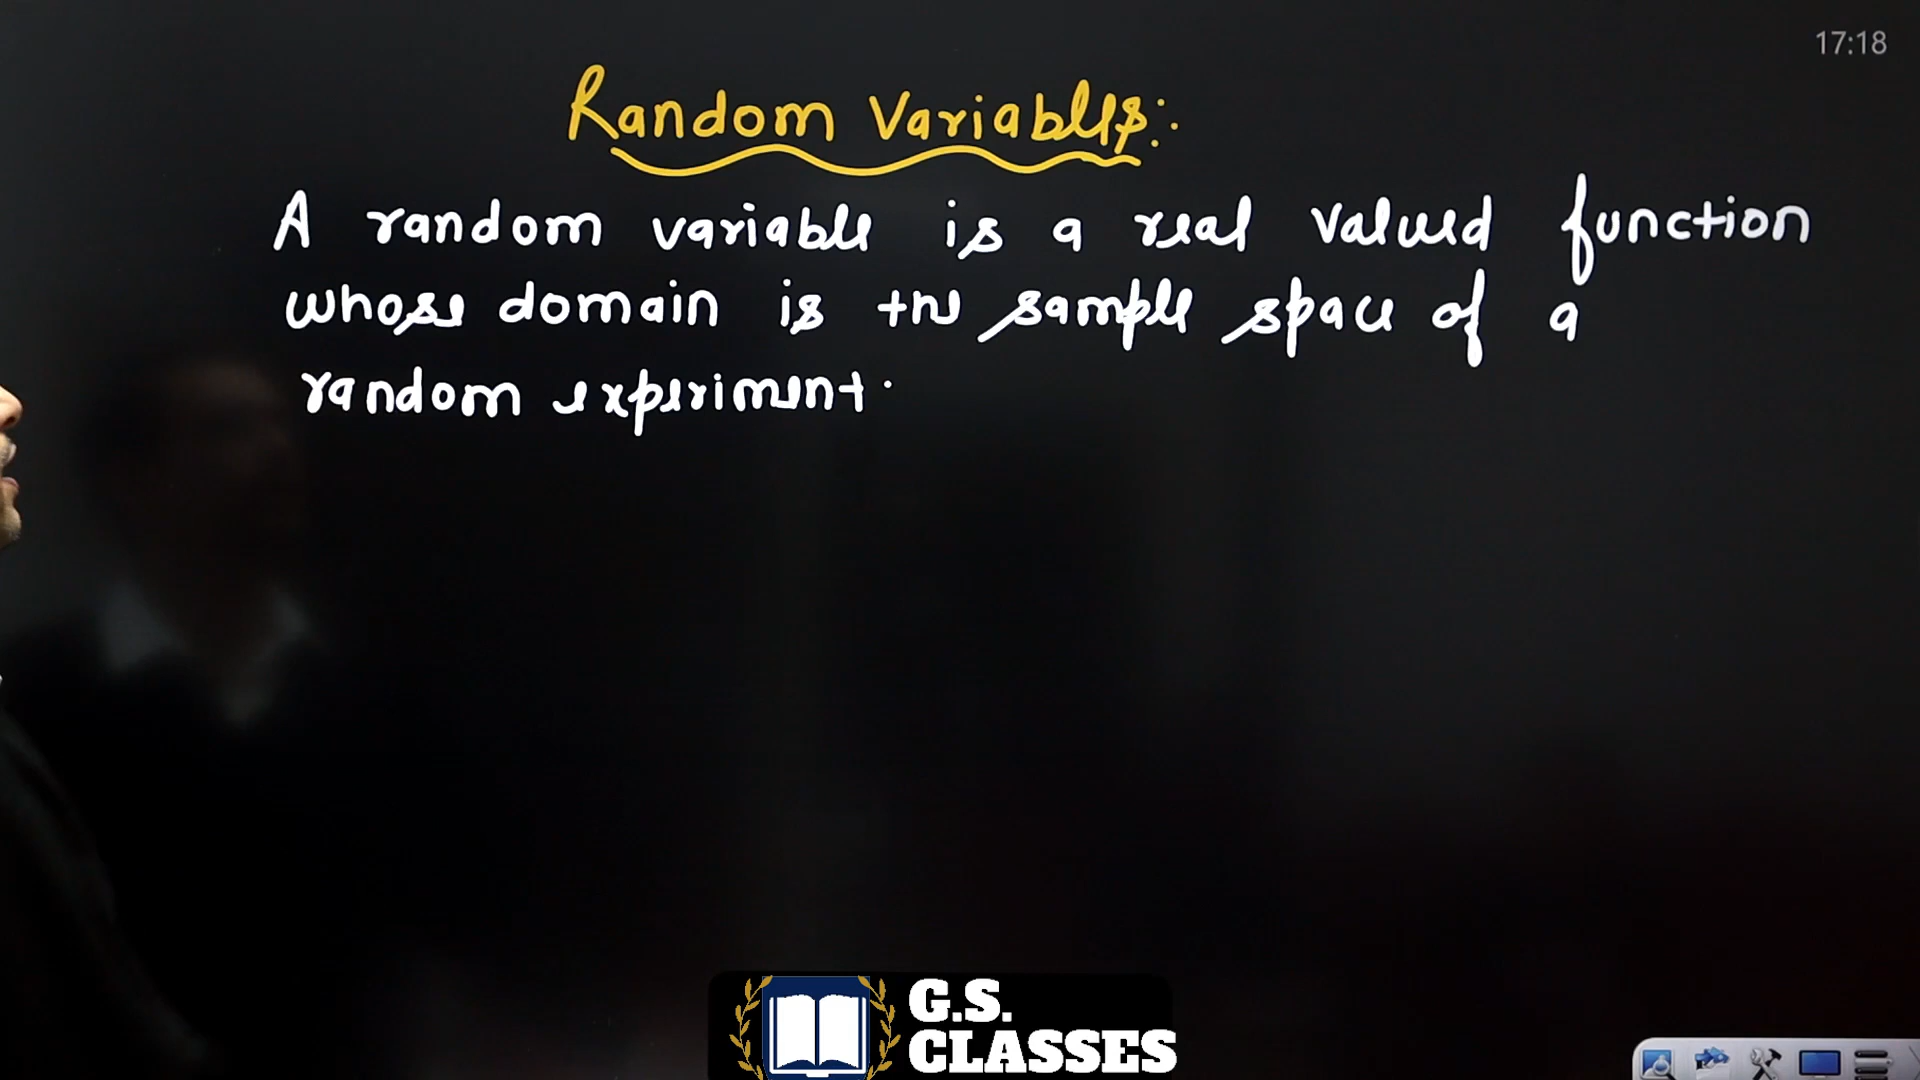 17:18
Random Variables:
A random variable is a real valued function
whose domain is the sample space of a
random experiment.
G.S.
CLASSES